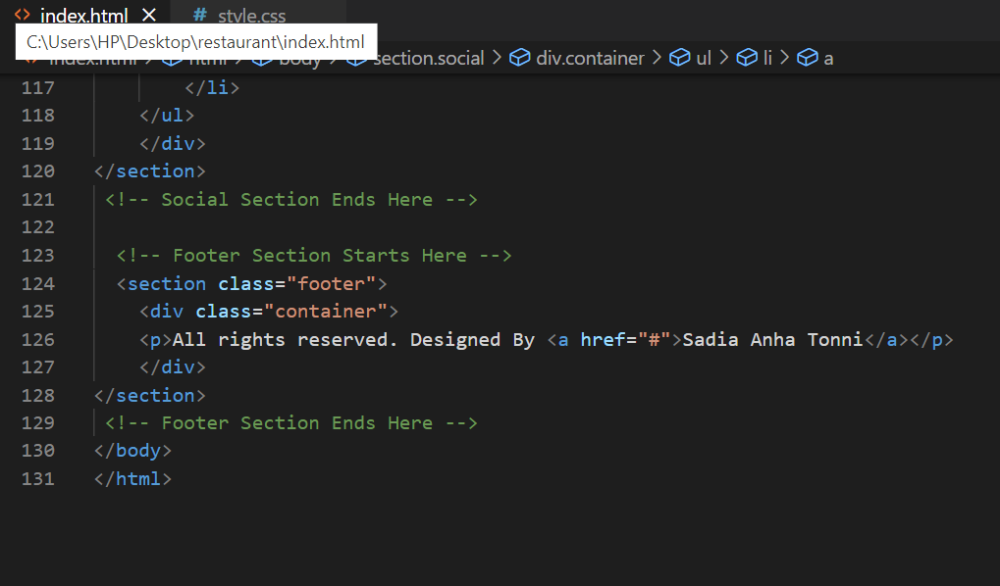 index.html
# style.css
C:\Users\HP\Desktop\restaurant\index.html
index.html > html > body > section.social > div.container > ul > li > a
117 </li>
118 </ul>
119 </div>
120 </section>
121 <!-- Social Section Ends Here -->
122
123 <!-- Footer Section Starts Here -->
124 <section class="footer">
125 <div class="container">
126 <p>All rights reserved. Designed By <a href="#">Sadia Anha Tonni</a></p>
127 </div>
128 </section>
129 <!-- Footer Section Ends Here -->
130 </body>
131 </html>